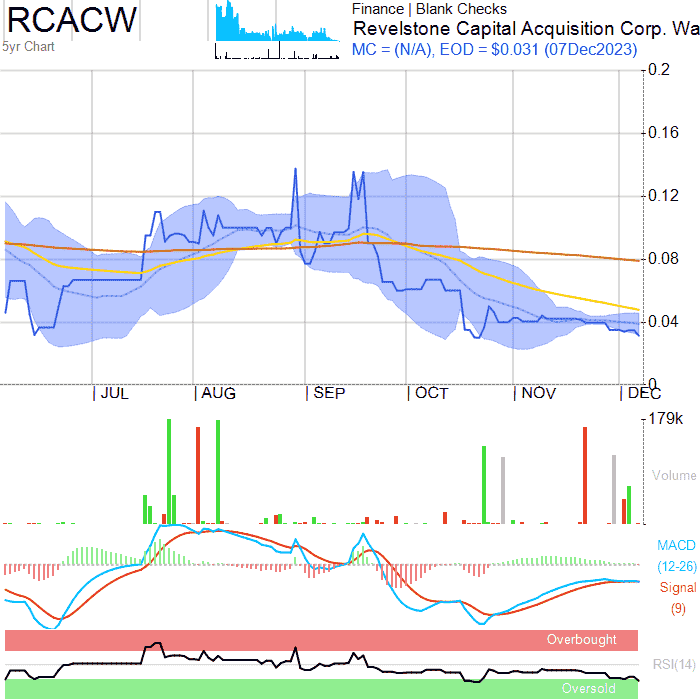 RCACW
5yr Chart
Finance | Blank Checks
Revelstone Capital Acquisition Corp. Wa
MC = (N/A), EOD = $0.031 (07Dec2023)
0.2
0.16
0.12
0.08
0.04
0
JUL AUG SEP OCT NOV DEC
179k
Volume
MACD
(12-26)
Signal
(9)
Overbought
RSI(14)
Oversold